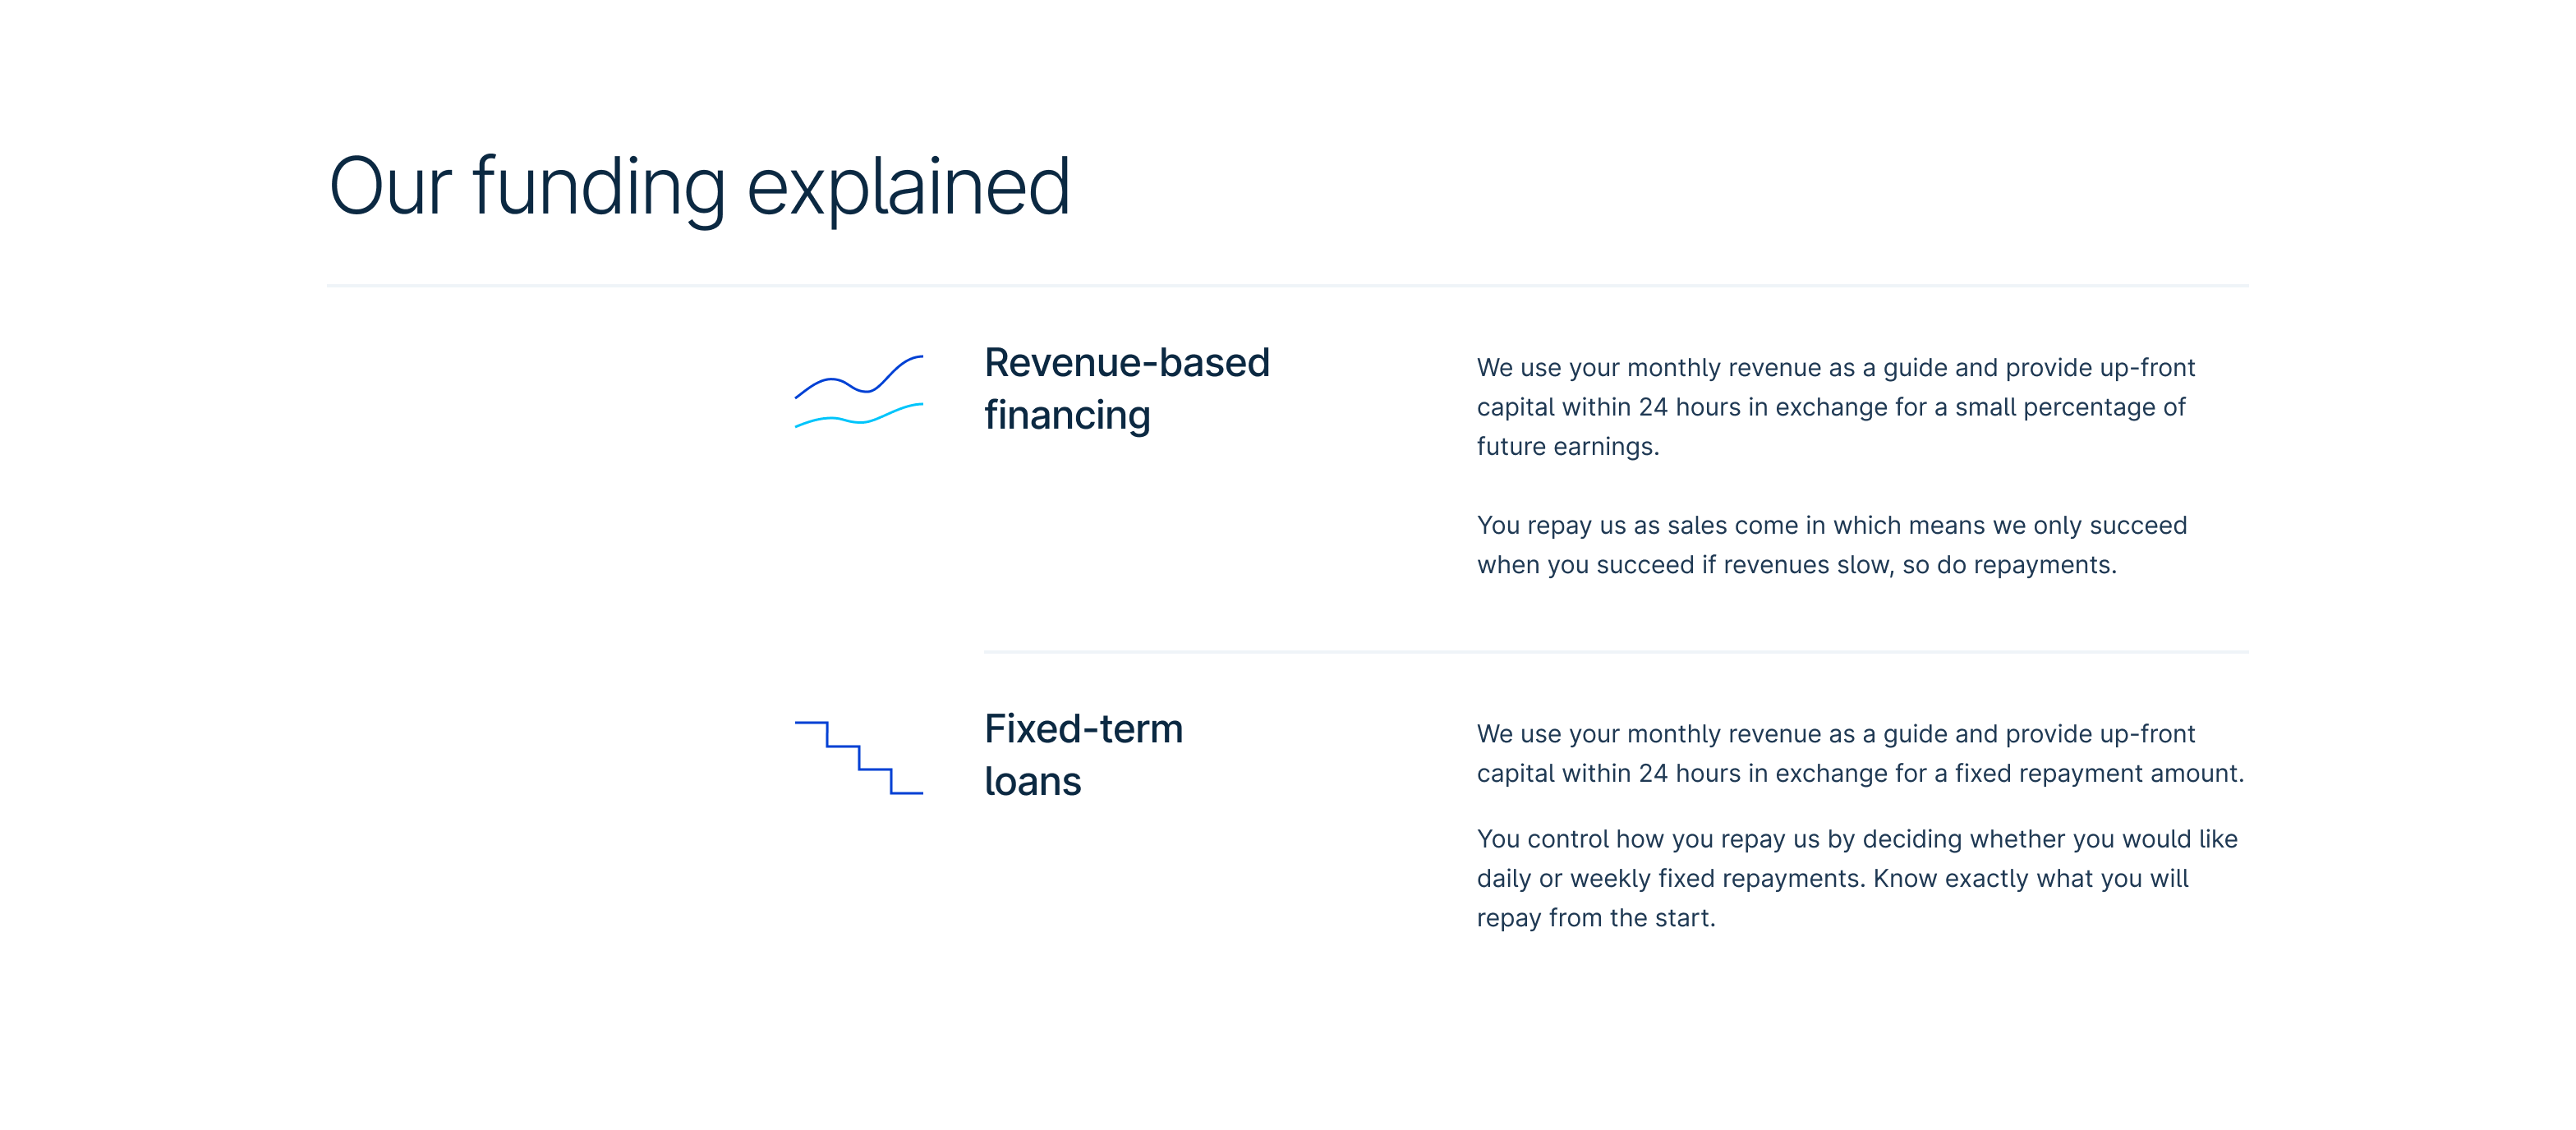 Our funding explained
Revenue-based
financing
We use your monthly revenue as a guide and provide up-front
capital within 24 hours in exchange for a small percentage of
future earnings.
You repay us as sales come in which means we only succeed
when you succeed if revenues slow, so do repayments.
Fixed-term
loans
We use your monthly revenue as a guide and provide up-front
capital within 24 hours in exchange for a fixed repayment amount.
You control how you repay us by deciding whether you would like
daily or weekly fixed repayments. Know exactly what you will
repay from the start.